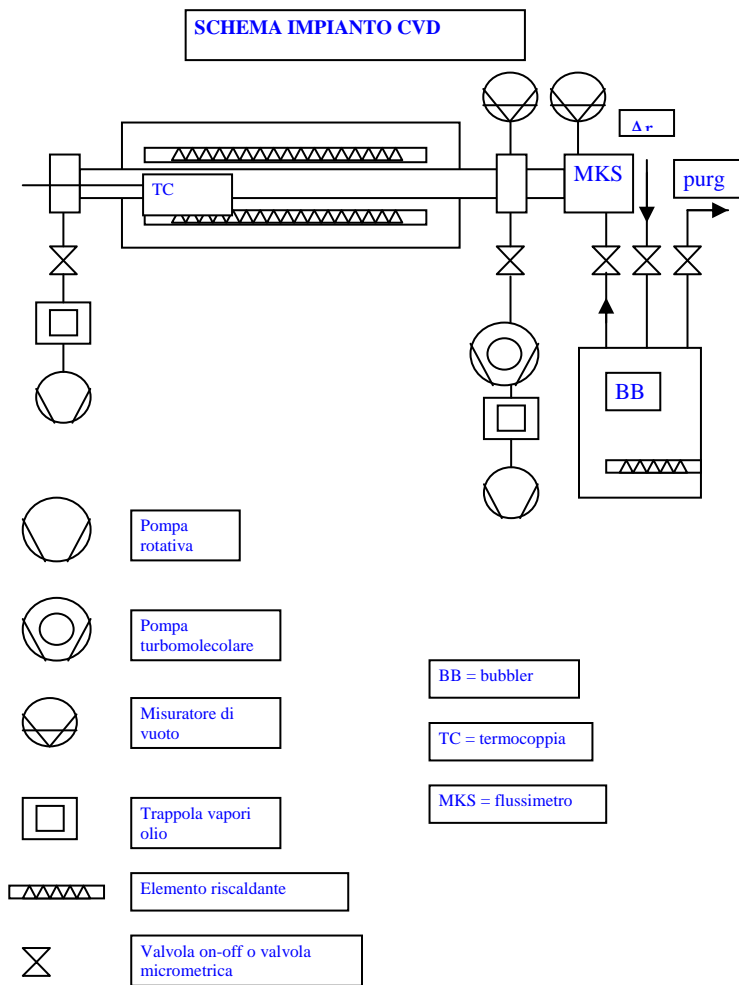 SCHEMA IMPIANTO CVD
TC
MKS
purg
BB
Pompa
rotativa
Pompa
turbomolecolare
Misuratore di
vuoto
Trappola vapori
olio
Elemento riscaldante
Valvola on-off o valvola
micrometrica
BB = bubbler
TC = termocoppia
MKS = flussimetro